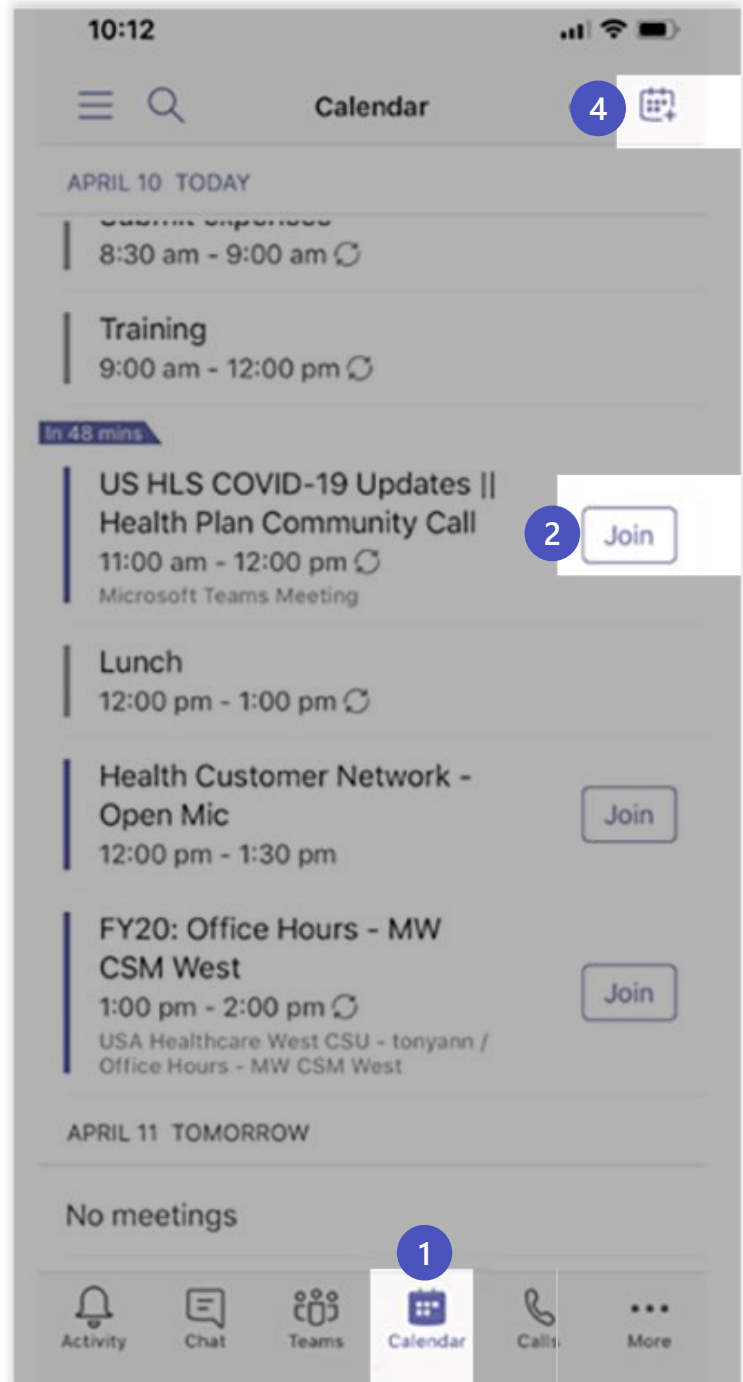 10:12
Calendar
4
APRIL 10 TODAY
Submit expenses
8:30 am - 9:00 am
Training
9:00 am - 12:00 pm
In 48 mins
US HLS COVID-19 Updates ||
Health Plan Community Call
2
Join
11:00 am - 12:00 pm
Microsoft Teams Meeting
Lunch
12:00 pm - 1:00 pm
Health Customer Network -
Open Mic
Join
12:00 pm - 1:30 pm
FY20: Office Hours - MW
CSM West
Join
1:00 pm - 2:00 pm
USA Healthcare West CSU - tonyann /
Office Hours - MW CSM West
APRIL 11 TOMORROW
No meetings
1
Activity
Chat
Teams
Calendar
Calls
More